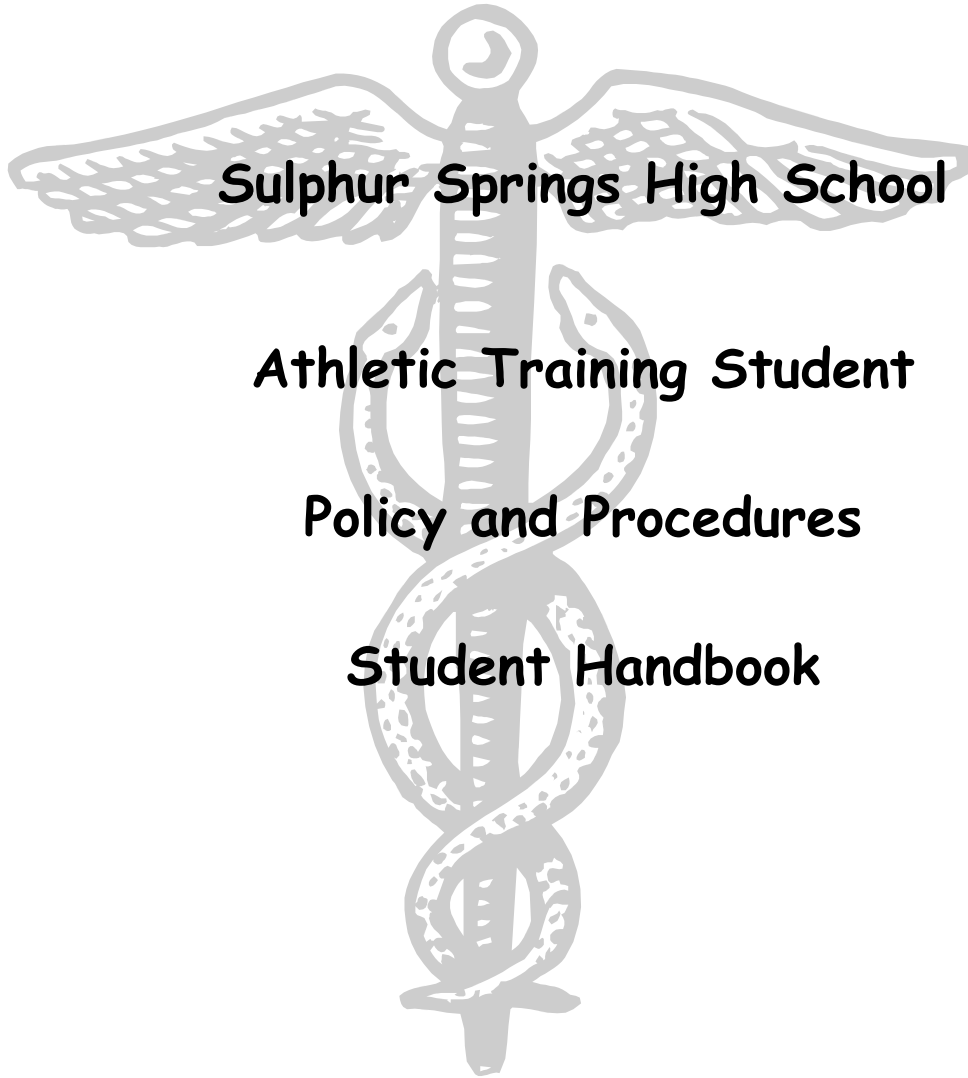 Sulphur Springs High School
Athletic Training Student
Policy and Procedures
Student Handbook